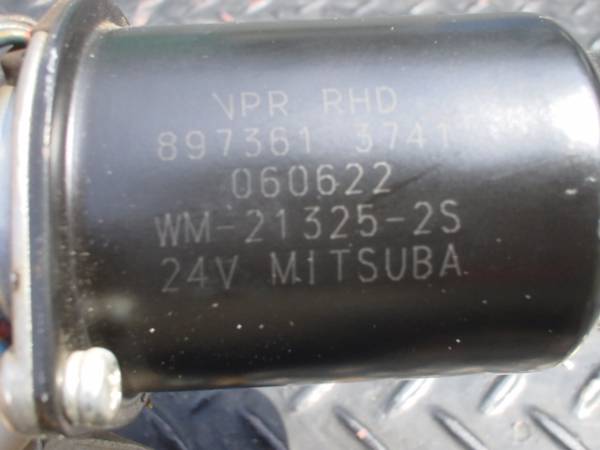 VPR RHD
897361 3741
060622
WM-21325-2S
24V MITSUBA